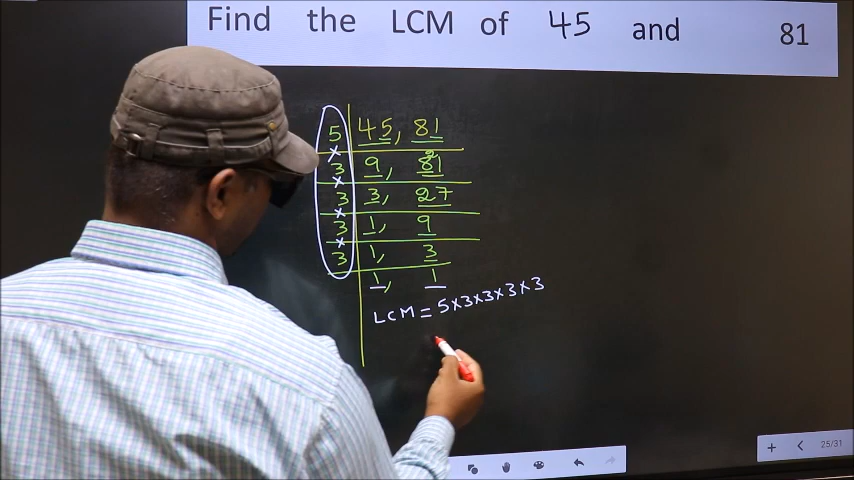 Find the LCM of 45 and 81
5 45, 81
3 9, 81
3 3, 27
3 1, 9
3 1, 3
1, 1
LCM = 5×3×3×3×3
25/31